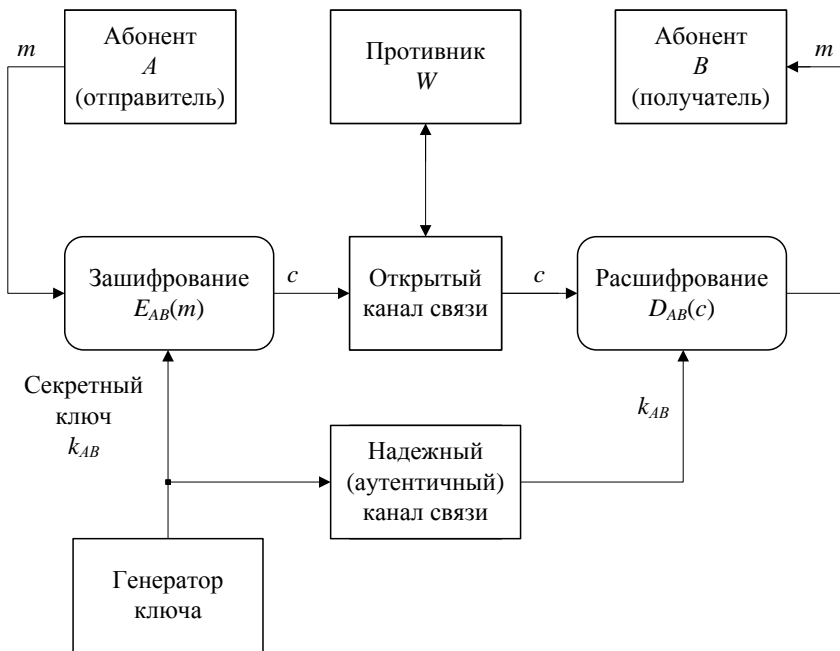 m
Абонент
A
(отправитель)
Противник
W
Абонент
B
(получатель)
m
Зашифрование
E_AB(m)
c
Открытый
канал связи
c
Расшифрование
D_AB(c)
Секретный
ключ
k_AB
Надежный
(аутентичный)
канал связи
k_AB
Генератор
ключа